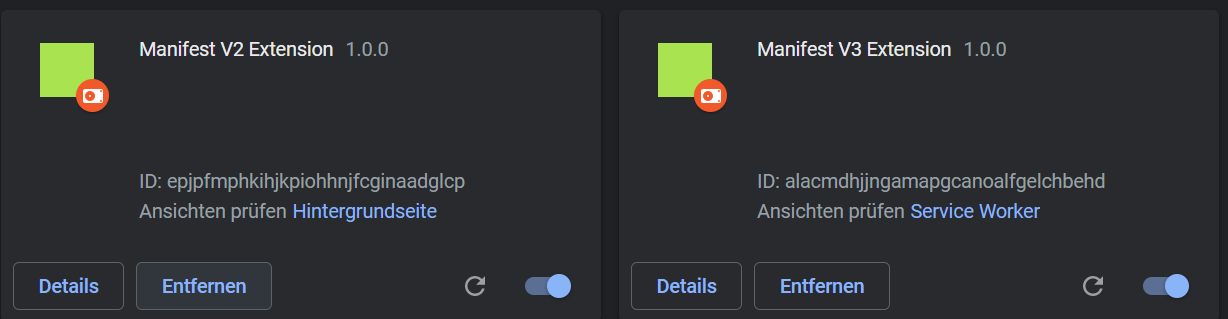 Manifest V2 Extension 1.0.0
ID: epjpfmphkihjkpiohhnjfcginaadglcp
Ansichten prüfen Hintergrundseite
Details Entfernen
Manifest V3 Extension 1.0.0
ID: alacmdhjjngamapgcanoalfgelchbehd
Ansichten prüfen Service Worker
Details Entfernen